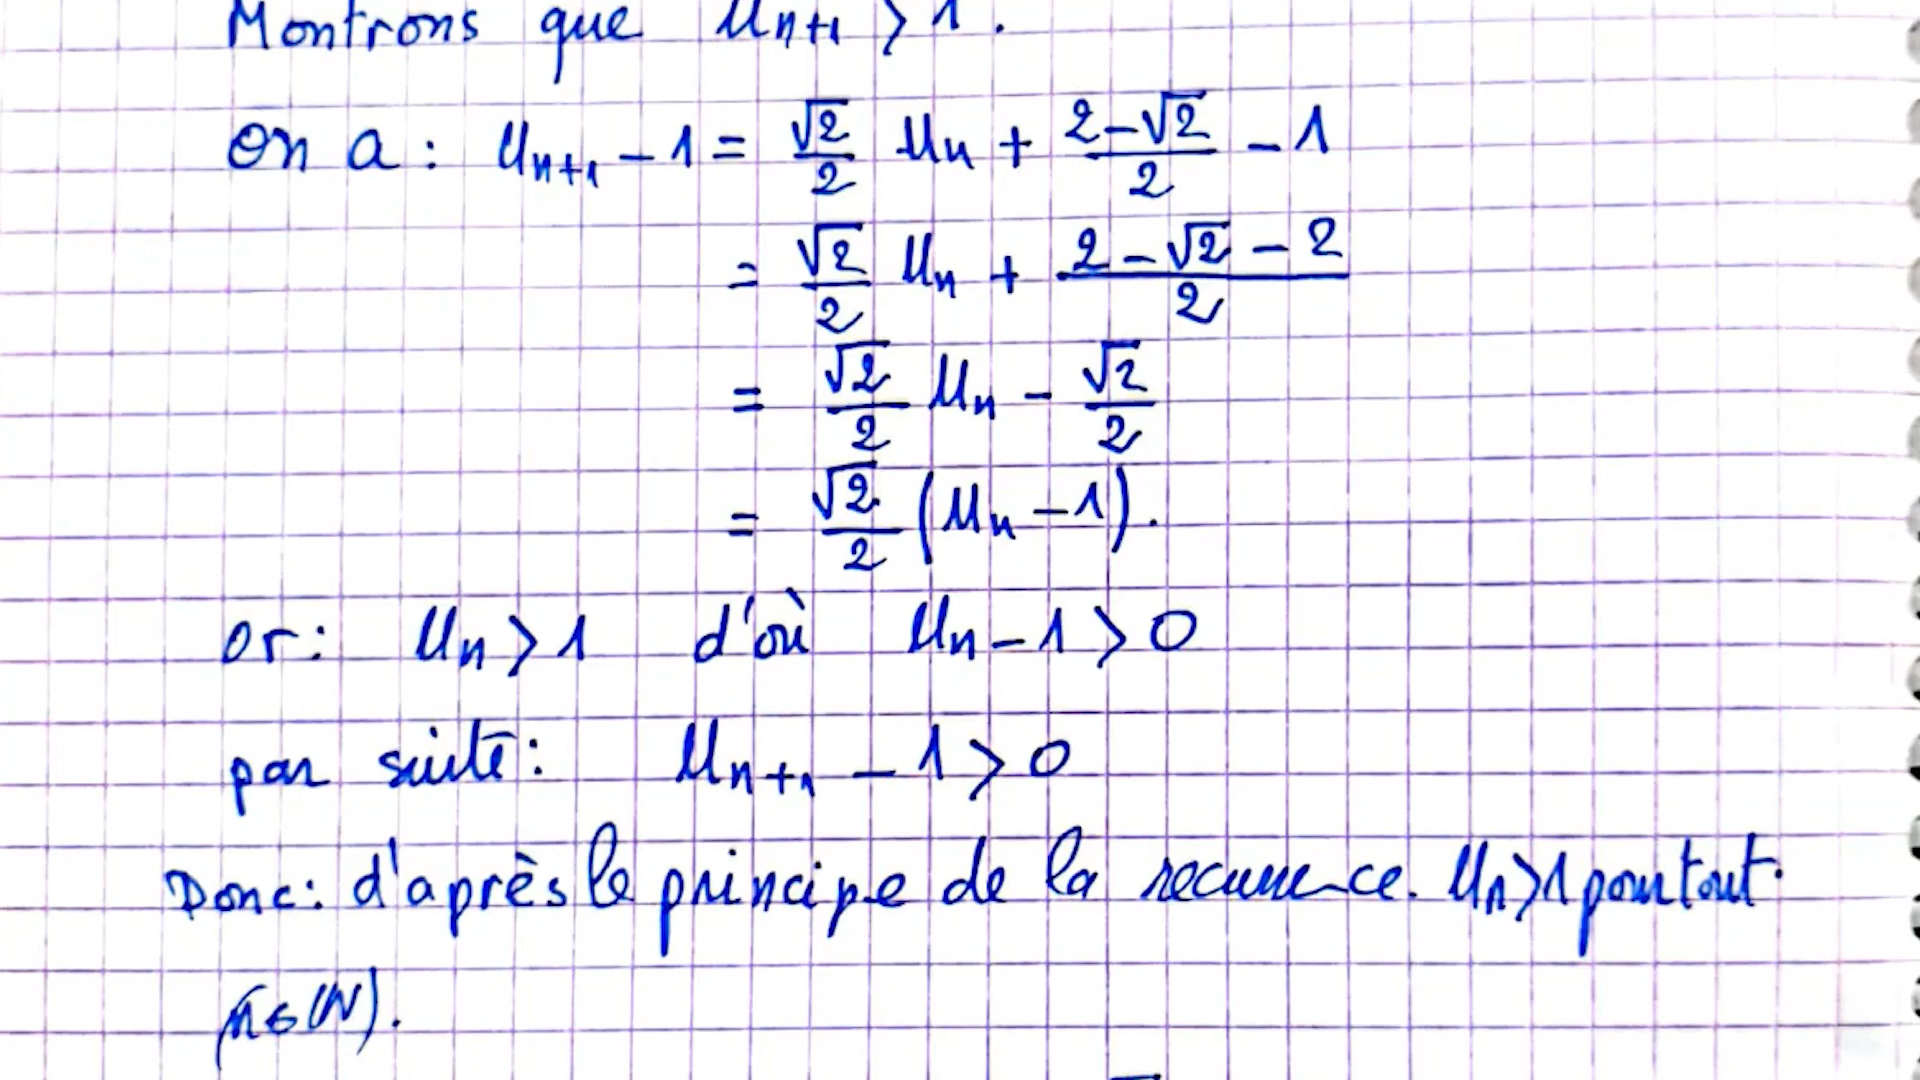 Montrons que Un+1 > 1.
On a : Un+1 - 1 = √2/2 Un + (2-√2)/2 - 1
= √2/2 Un + (2-√2-2)/2
= √2/2 Un - √2/2
= √2/2 (Un - 1).
or : Un > 1 d'où Un - 1 > 0
par suite : Un+1 - 1 > 0
Donc : d'après le principe de la recurrence. Un > 1 pour tout
n∈ℕ).